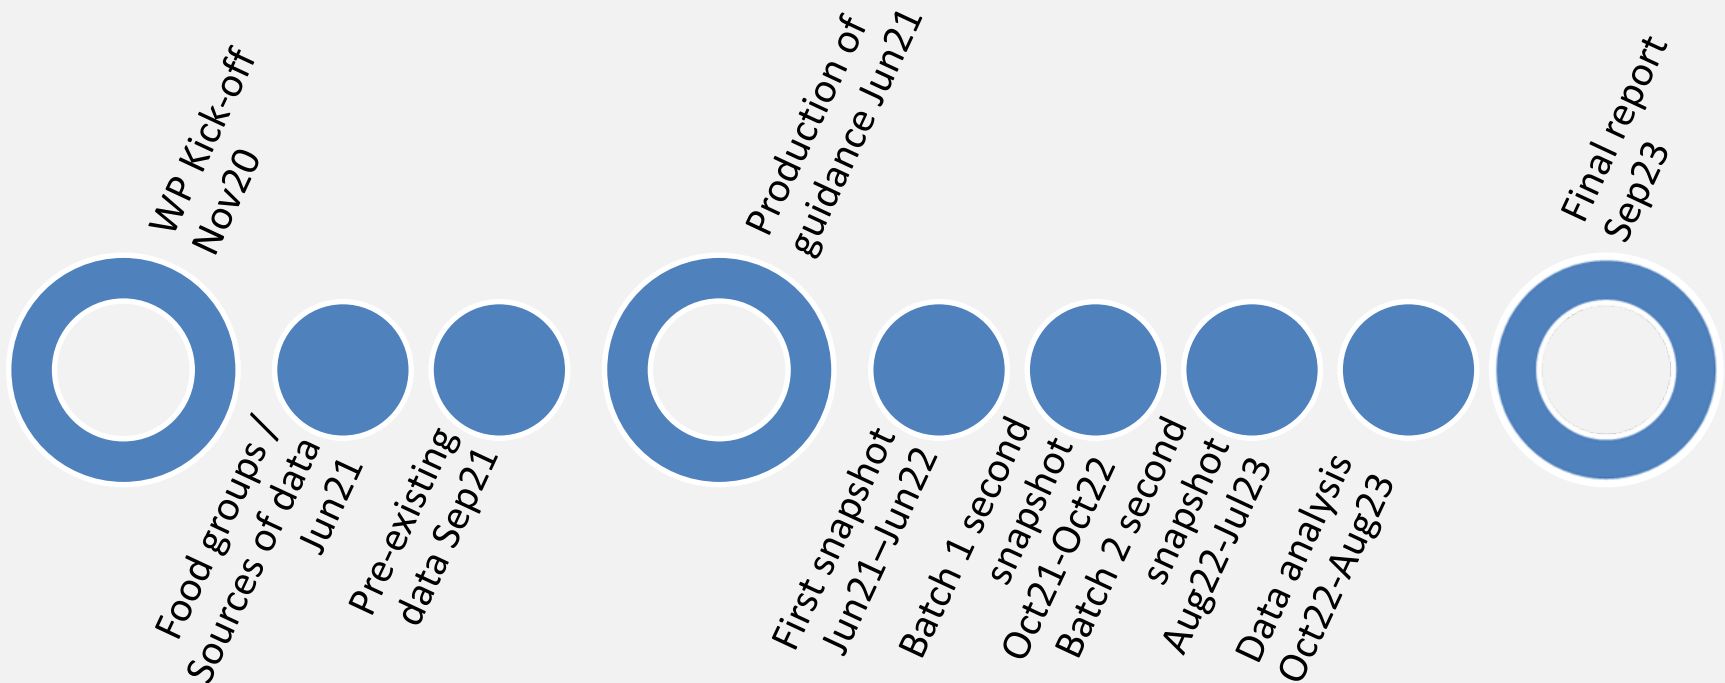 WP Kick-off
Nov20
Food groups /
Sources of data
Jun21
Pre-existing
data Sep21
Production of
guidance Jun21
First snapshot
Jun21–Jun22
Batch 1 second
snapshot
Oct21-Oct22
Batch 2 second
snapshot
Aug22-Jul23
Data analysis
Oct22-Aug23
Final report
Sep23